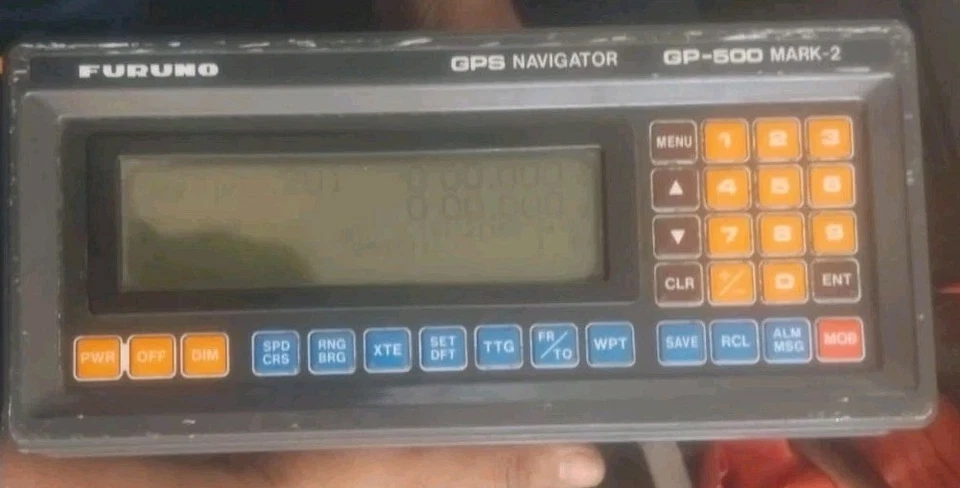 FURUNO GPS NAVIGATOR GP-500 MARK-2
MENU 1 2 3
▲ 4 5 6
▼ 7 8 9
CLR +/- 0 ENT
PWR OFF DIM SPD CRS RNG BRG XTE SET DFT TTG FR/TO WPT SAVE RCL ALM MSG MOB